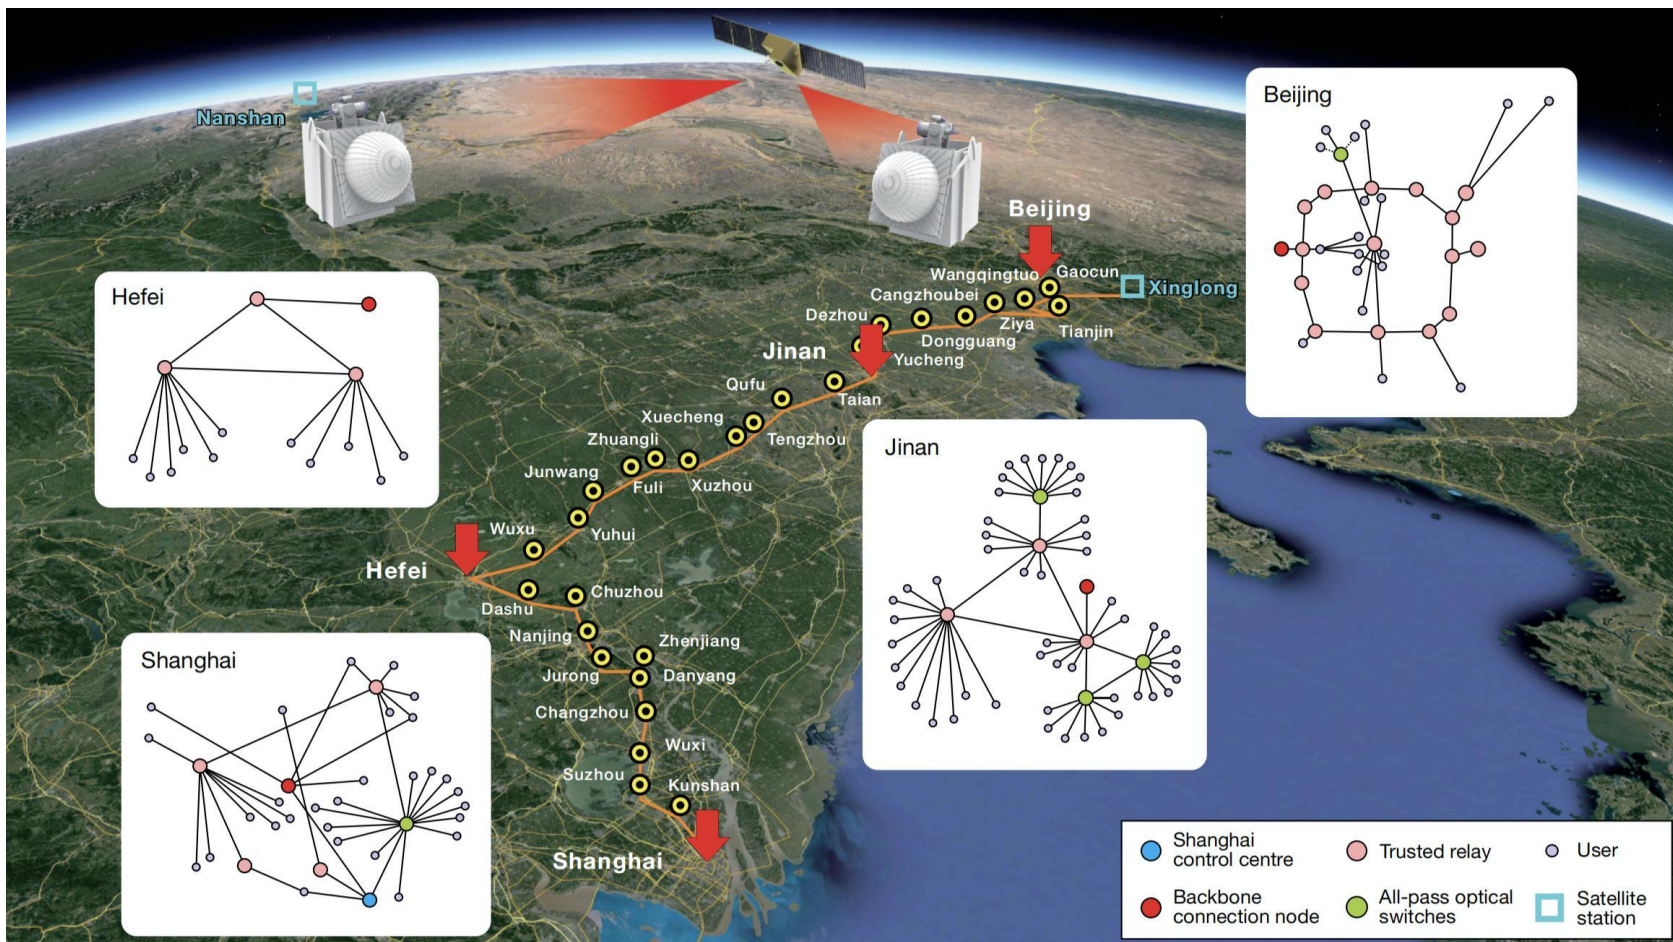 Nanshan
Beijing
Beijing
Wangqingtuo
Gaocun
Xinglong
Cangzhoubei
Hefei
Dezhou
Ziya
Tianjin
Dongguang
Jinan
Yucheng
Qufu
Taian
Xuecheng
Tengzhou
Zhuangli
Jinan
Junwang
Fuli
Xuzhou
Wuxu
Yuhui
Hefei
Chuzhou
Dashu
Nanjing
Zhenjiang
Shanghai
Jurong
Danyang
Changzhou
Wuxi
Suzhou
Kunshan
Shanghai
Shanghai
control centre
Trusted relay
User
Backbone
connection node
All-pass optical
switches
Satellite
station